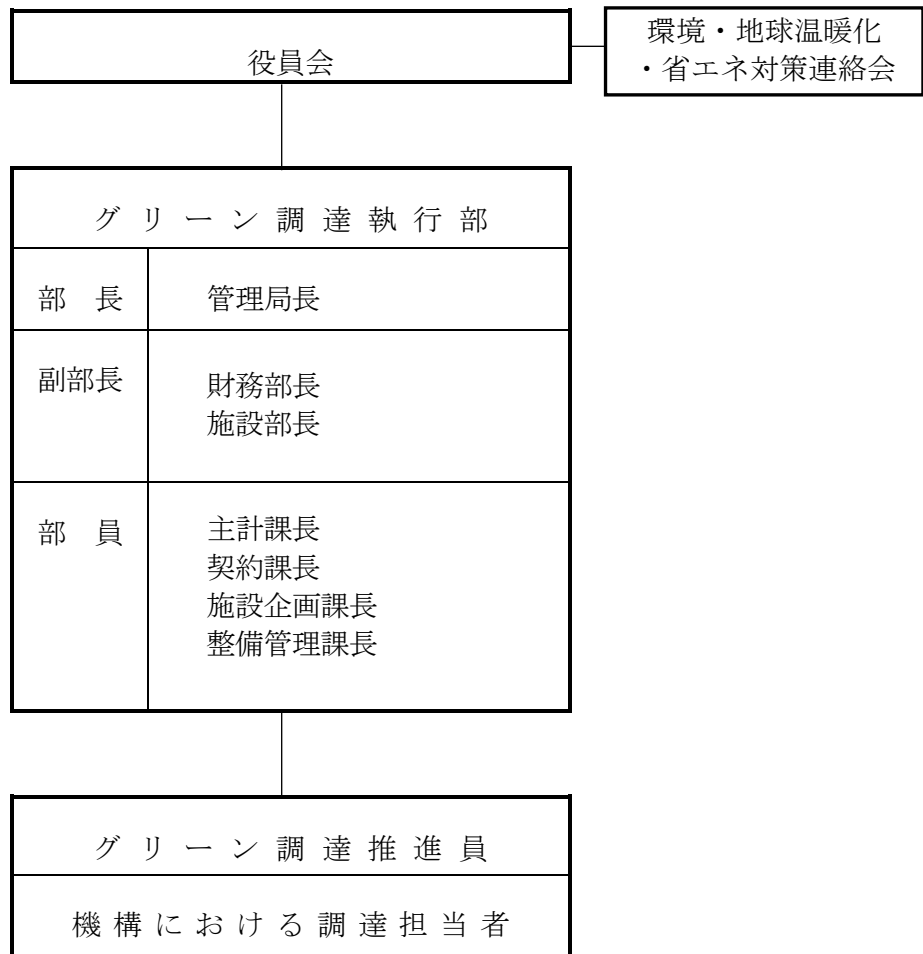 役員会
環境・地球温暖化
・省エネ対策連絡会
グリーン調達執行部
部 長 管理局長
副部長 財務部長
施設部長
部 員 主計課長
契約課長
施設企画課長
整備管理課長
グリーン調達推進員
機構における調達担当者